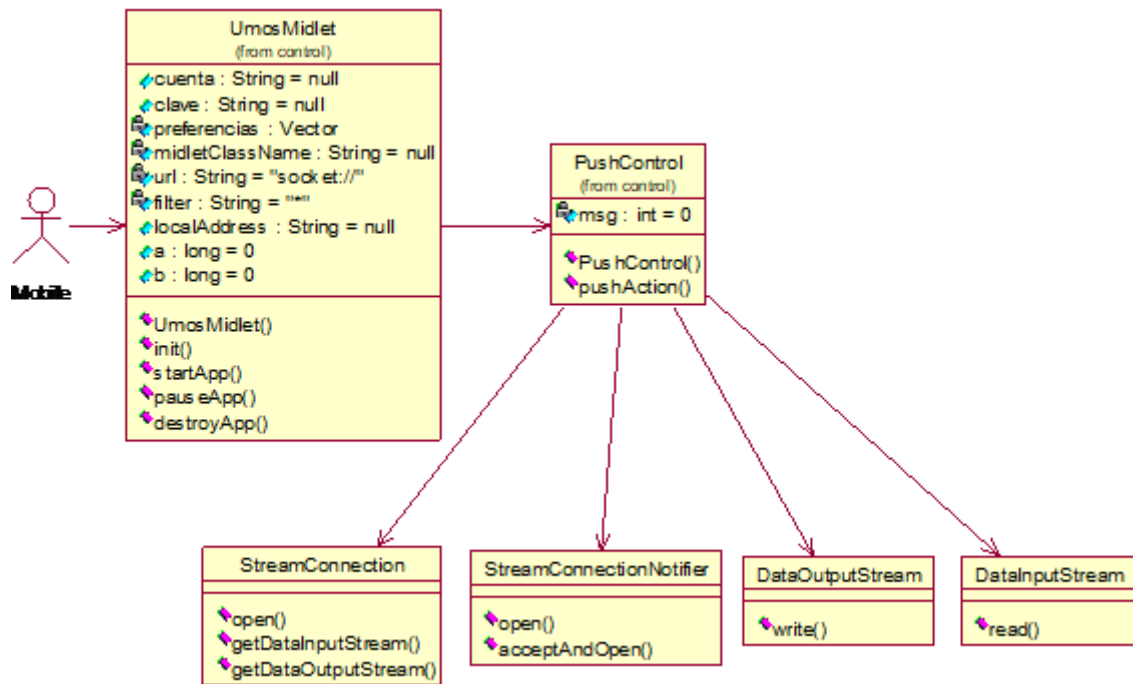 UmosMidlet
(from control)
cuenta : String = null
clave : String = null
preferencias : Vector
midletClassName : String = null
url : String = "socket://"
filter : String = "*"
localAddress : String = null
a : long = 0
b : long = 0
UmosMidlet()
init()
startApp()
pauseApp()
destroyApp()
Mobile
PushControl
(from control)
msg : int = 0
PushControl()
pushAction()
StreamConnection
open()
getDataInputStream()
getDataOutputStream()
StreamConnectionNotifier
open()
acceptAndOpen()
DataOutputStream
write()
DataInputStream
read()